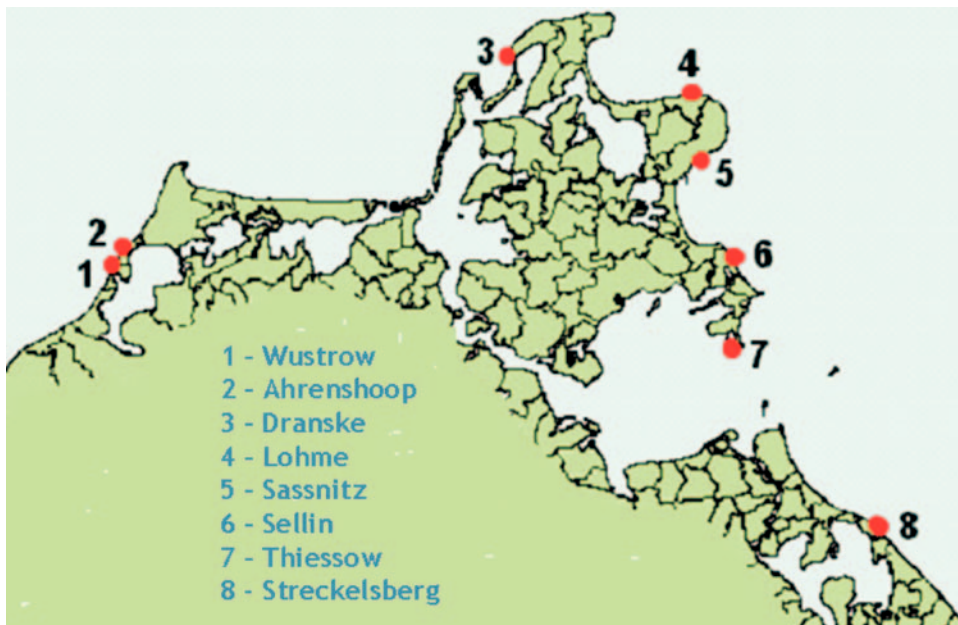 3
4
5
2
1
6
7
8
1 - Wustrow
2 - Ahrenshoop
3 - Dranske
4 - Lohme
5 - Sassnitz
6 - Sellin
7 - Thiessow
8 - Streckelsberg